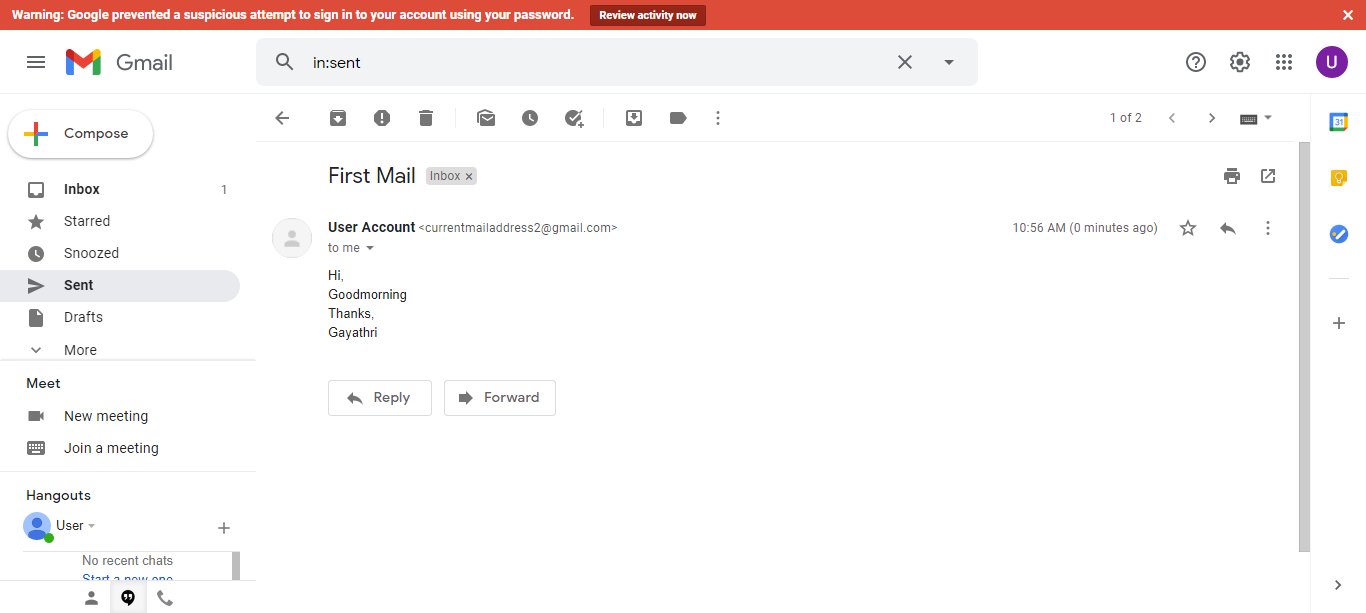 Warning: Google prevented a suspicious attempt to sign in to your account using your password. Review activity now
Gmail
in:sent
U
Compose
1 of 2
31
First Mail Inbox
Inbox 1
Starred
User Account <currentmailaddress2@gmail.com> 10:56 AM (0 minutes ago)
to me
Snoozed
Hi,
Sent
Goodmorning
Thanks,
Drafts
Gayathri
More
Meet
Reply Forward
New meeting
Join a meeting
Hangouts
User
No recent chats
Start a new one